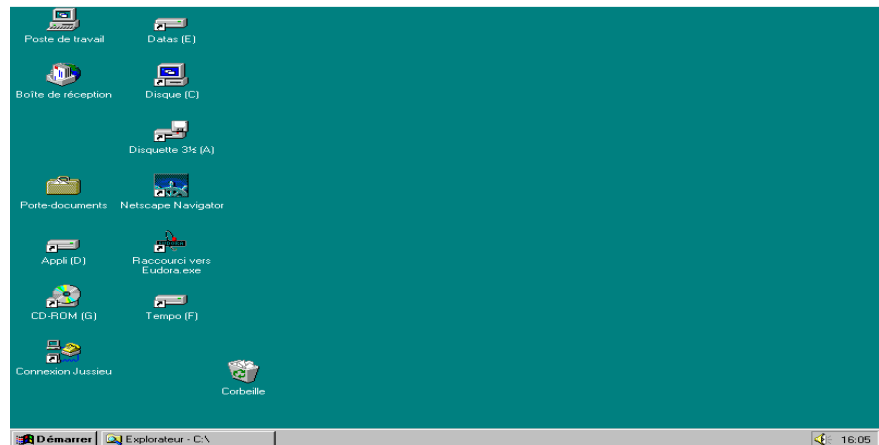 Poste de travail
Datas (E)
Boîte de réception
Disque (C)
Disquette 3½ (A)
Porte-documents
Netscape Navigator
Appli (D)
Raccourci vers
Eudora.exe
CD-ROM (G)
Tempo (F)
Connexion Jussieu
Corbeille
Démarrer
Explorateur - C:\
16:05